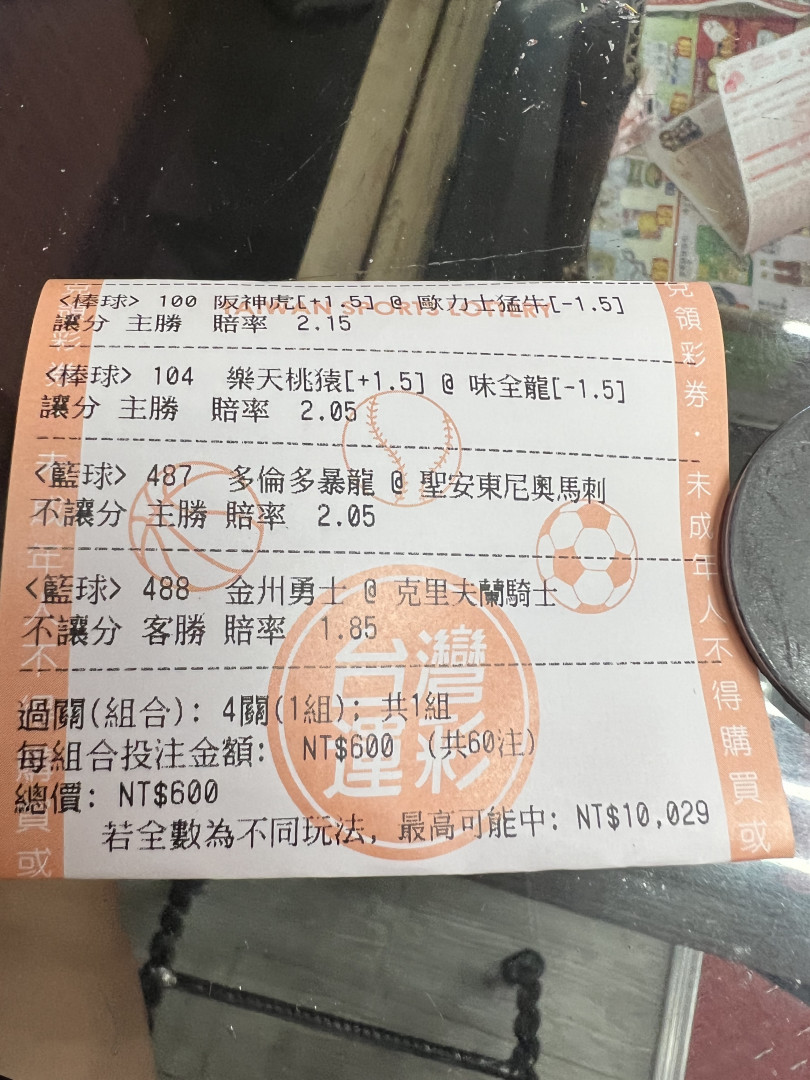 <棒球> 100 阪神虎[+1.5] @ 歐力士猛牛[-1.5]
讓分 主勝 賠率 2.15
TAIWAN SPORTS LOTTERY
<棒球> 104 樂天桃猿[+1.5] @ 味全龍[-1.5]
讓分 主勝 賠率 2.05
<籃球> 487 多倫多暴龍 @ 聖安東尼奧馬刺
不讓分 主勝 賠率 2.05
<籃球> 488 金州勇士 @ 克里夫蘭騎士
不讓分 客勝 賠率 1.85
過關(組合): 4關(1組); 共1組
每組合投注金額: NT$600 (共60注)
總價: NT$600
若全數為不同玩法, 最高可能中: NT$10,029
台灣
運彩
兌領彩券・未成年人不得購買或